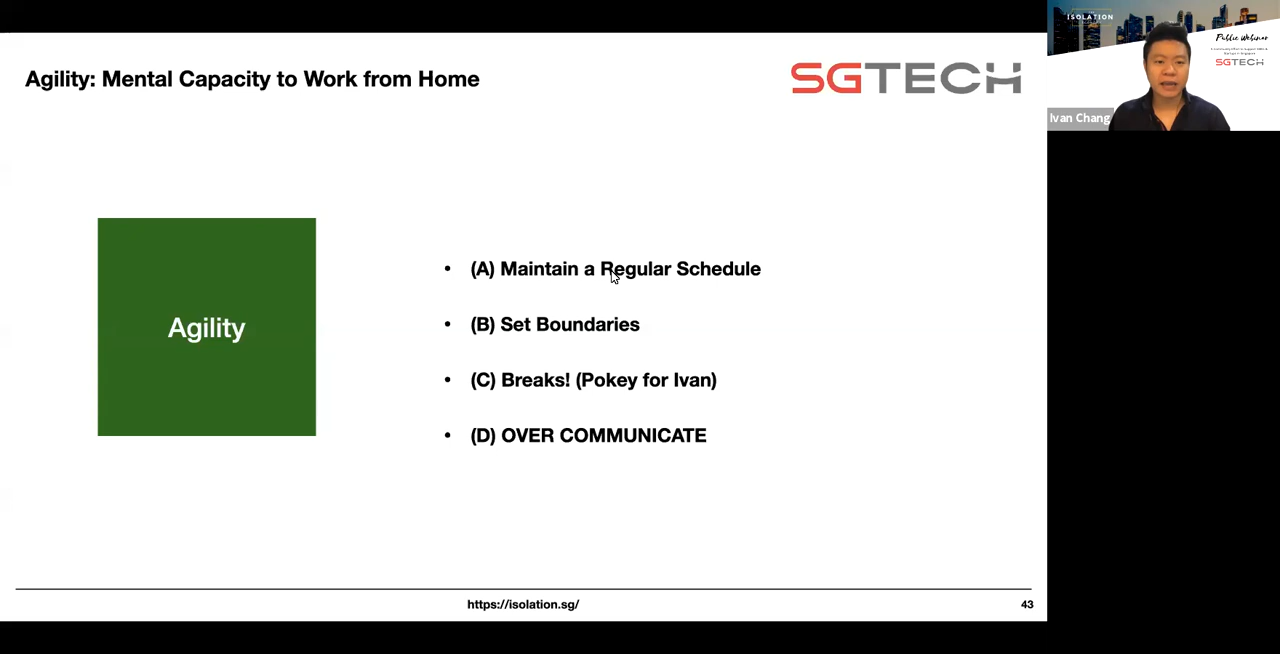 Agility: Mental Capacity to Work from Home
SGTECH
Agility
• (A) Maintain a Regular Schedule
• (B) Set Boundaries
• (C) Breaks! (Pokey for Ivan)
• (D) OVER COMMUNICATE
https://isolation.sg/
43
ISOLATION
Public Webinar
SGTECH
Ivan Chang